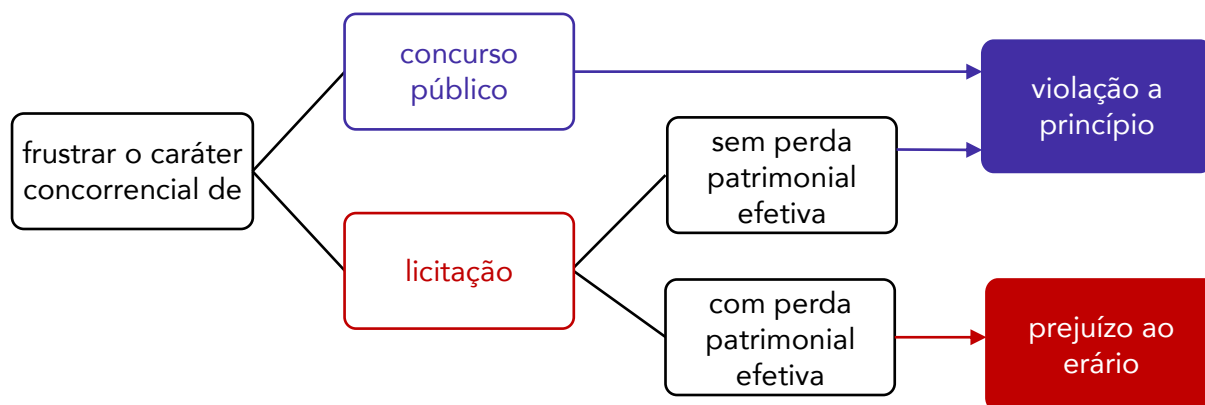 frustrar o caráter
concorrencial de
concurso
público
licitação
sem perda
patrimonial
efetiva
com perda
patrimonial
efetiva
violação a
princípio
prejuízo ao
erário